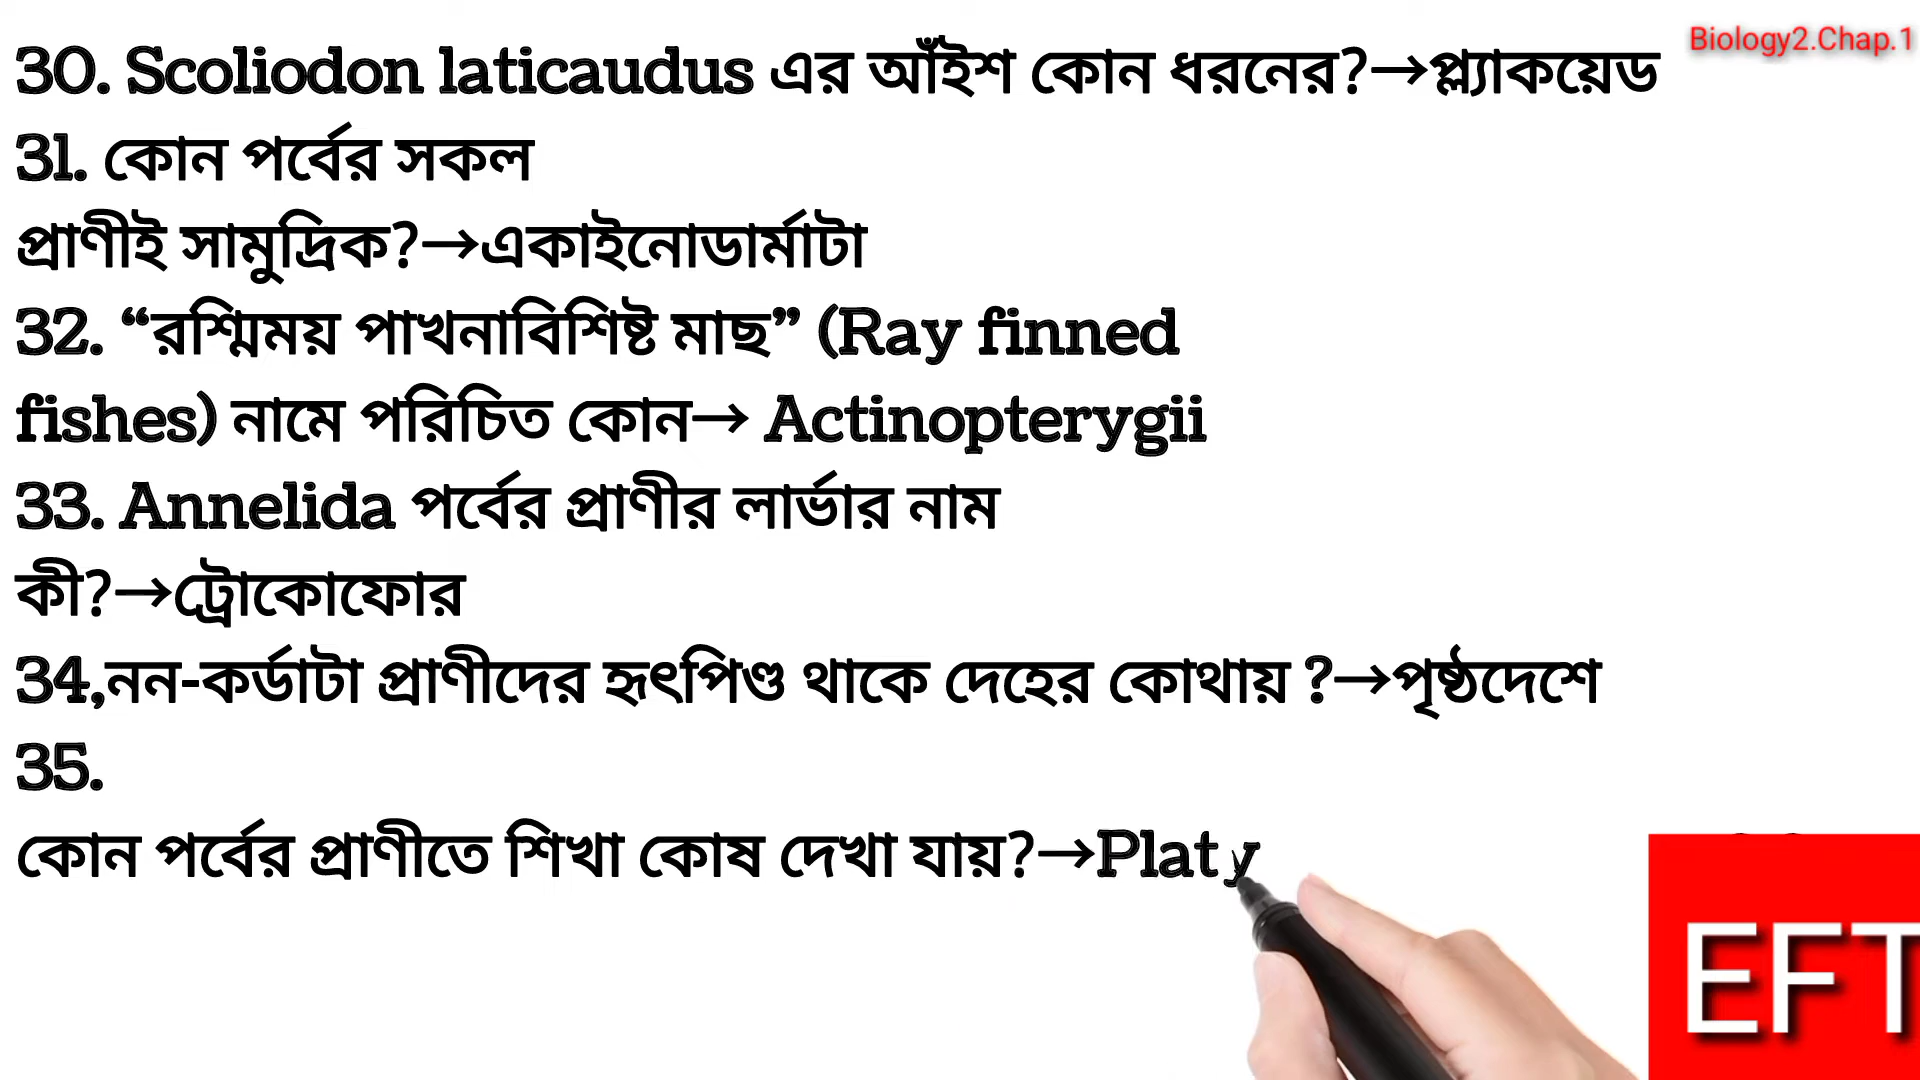 Biology2.Chap.1
30. Scoliodon laticaudus এর আঁইশ কোন ধরনের?→প্ল্যাকয়েড
31. কোন পর্বের সকল
প্রাণীই সামুদ্রিক?→একাইনোডার্মাটা
32. “রশ্মিময় পাখনাবিশিষ্ট মাছ” (Ray finned
fishes) নামে পরিচিত কোন→ Actinopterygii
33. Annelida পর্বের প্রাণীর লার্ভার নাম
কী?→ট্রোকোফোর
34,নন-কর্ডাটা প্রাণীদের হৃৎপিণ্ড থাকে দেহের কোথায় ?→পৃষ্ঠদেশে
35.
কোন পর্বের প্রাণীতে শিখা কোষ দেখা যায়?→Platy
EFT